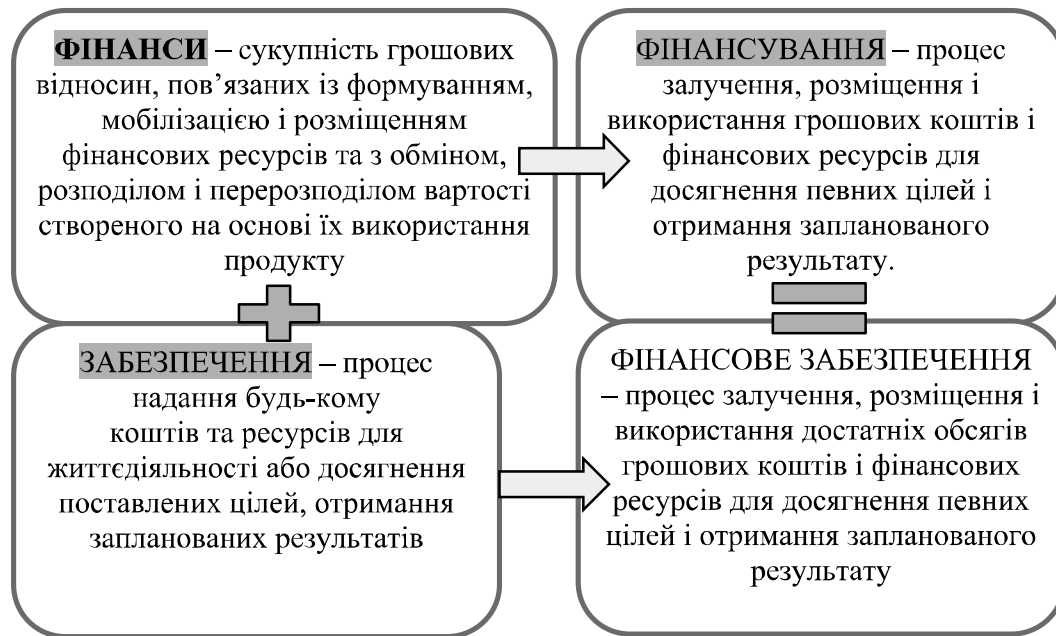 ФІНАНСИ – сукупність грошових
відносин, пов’язаних із формуванням,
мобілізацією і розміщенням
фінансових ресурсів та з обміном,
розподілом і перерозподілом вартості
створеного на основі їх використання
продукту
ФІНАНСУВАННЯ – процес
залучення, розміщення і
використання грошових коштів і
фінансових ресурсів для
досягнення певних цілей і
отримання запланованого
результату.
ЗАБЕЗПЕЧЕННЯ – процес
надання будь-кому
коштів та ресурсів для
життєдіяльності або досягнення
поставлених цілей, отримання
запланованих результатів
ФІНАНСОВЕ ЗАБЕЗПЕЧЕННЯ
– процес залучення, розміщення і
використання достатніх обсягів
грошових коштів і фінансових
ресурсів для досягнення певних
цілей і отримання запланованого
результату